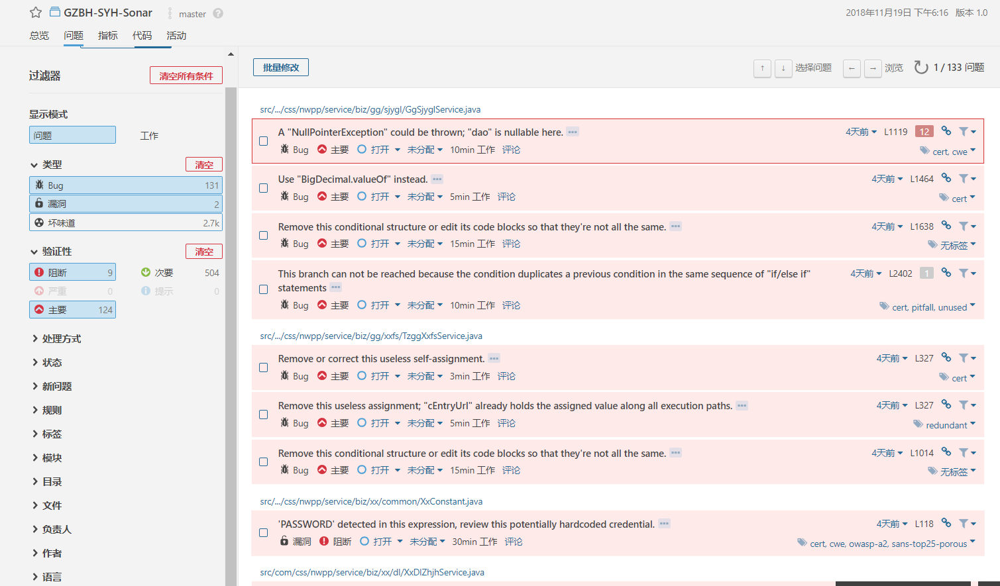 GZBH-SYH-Sonar master ? 2018年11月19日 下午6:16 版本 1.0
总览 问题 指标 代码 活动
过滤器 清空所有条件
显示模式
问题 工作
类型 清空
Bug 131
漏洞 2
坏味道 2.7k
验证性 清空
阻断 9 次要 504
严重 0 提示 0
主要 124
处理方式
状态
新问题
规则
标签
模块
目录
文件
负责人
作者
语言
批量修改 ↑ ↓ 选择问题 ← → 浏览 1 / 133 问题
src/.../css/nwpp/service/biz/gg/sjygl/GgSjyglService.java
A "NullPointerException" could be thrown; "dao" is nullable here. 4天前 L1119 12
Bug 主要 打开 未分配 10min 工作 评论 cert, cwe
Use "BigDecimal.valueOf" instead. 4天前 L1464
Bug 主要 打开 未分配 5min 工作 评论 cert
Remove this conditional structure or edit its code blocks so that they're not all the same. 4天前 L1638
Bug 主要 打开 未分配 15min 工作 评论 无标签
This branch can not be reached because the condition duplicates a previous condition in the same sequence of "if/else if" 4天前 L2402 1
statements
Bug 主要 打开 未分配 10min 工作 评论 cert, pitfall, unused
src/.../css/nwpp/service/biz/gg/xxfs/TzggXxfsService.java
Remove or correct this useless self-assignment. 4天前 L327
Bug 主要 打开 未分配 3min 工作 评论 cert
Remove this useless assignment; "cEntryUrl" already holds the assigned value along all execution paths. 4天前 L327
Bug 主要 打开 未分配 5min 工作 评论 redundant
Remove this conditional structure or edit its code blocks so that they're not all the same. 4天前 L1014
Bug 主要 打开 未分配 15min 工作 评论 无标签
src/.../css/nwpp/service/biz/xx/common/XxConstant.java
'PASSWORD' detected in this expression, review this potentially hardcoded credential. 4天前 L118
漏洞 阻断 打开 未分配 30min 工作 评论 cert, cwe, owasp-a2, sans-top25-porous
src/com/css/nwpp/service/biz/xx/dl/XxDlZhjhService.java